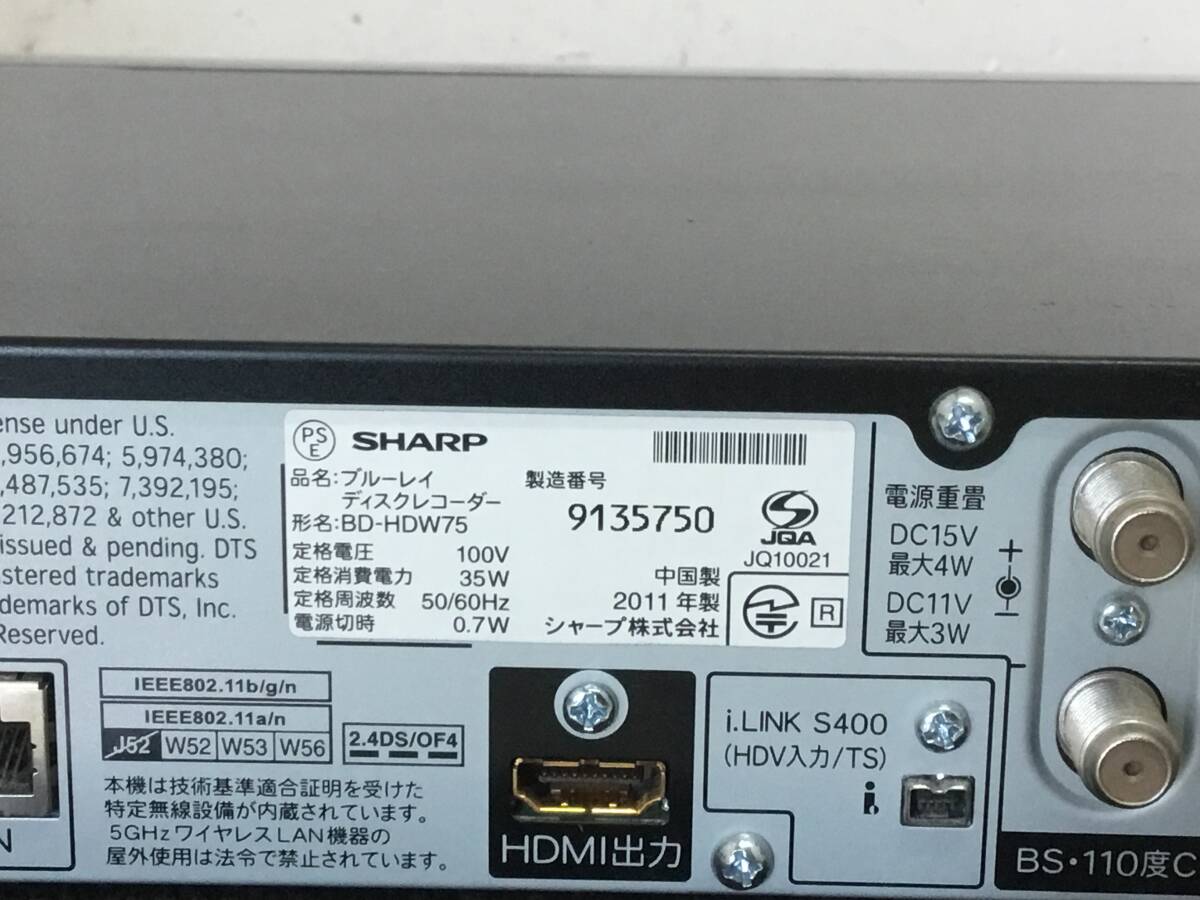 ense under U.S.
,956,674; 5,974,380;
,487,535; 7,392,195;
212,872 & other U.S.
issued & pending. DTS
stered trademarks
demarks of DTS, Inc.
Reserved.
PSE SHARP
品名:ブルーレイ
ディスクレコーダー
形名:BD-HDW75
定格電圧 100V
定格消費電力 35W
定格周波数 50/60Hz
電源切時 0.7W
製造番号
9135750
中国製
2011年製
シャープ株式会社
JQA
JQ10021
R
電源重畳
DC15V
最大4W
DC11V
最大3W
+
−
IEEE802.11b/g/n
IEEE802.11a/n
J52 W52 W53 W56
2.4DS/OF4
本機は技術基準適合証明を受けた
特定無線設備が内蔵されています。
5GHzワイヤレスLAN機器の
屋外使用は法令で禁止されています。
N
HDMI出力
i.LINK S400
(HDV入力/TS)
i
BS・110度C